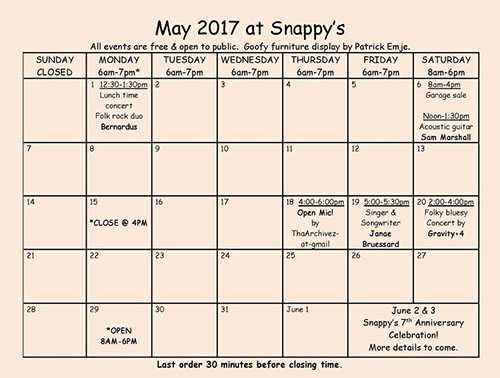 May 2017 at Snappy's
All events are free & open to public. Goofy furniture display by Patrick Emje.
SUNDAY MONDAY TUESDAY WEDNESDAY THURSDAY FRIDAY SATURDAY
CLOSED 6am-7pm* 6am-7pm 6am-7pm 6am-7pm 6am-7pm 8am-6pm
1 12:30-1:30pm
Lunch time
concert
Folk rock duo
Bernardus
2
3
4
5
6 8am-4pm
Garage sale
Noon-1:30pm
Acoustic guitar
Sam Marshall
7
8
9
10
11
12
13
14
15
*CLOSE @ 4PM
16
17
18 4:00-6:00pm
Open Mic!
by
ThaArchivez-
at-gmail
19 5:00-5:30pm
Singer &
Songwriter
Janae
Bruessard
20 2:00-4:00pm
Folky bluesy
Concert by
Gravity+4
21
22
23
24
25
26
27
28
29
*OPEN
8AM-6PM
30
31
June 1
June 2 & 3
Snappy's 7th Anniversary
Celebration!
More details to come.
Last order 30 minutes before closing time.